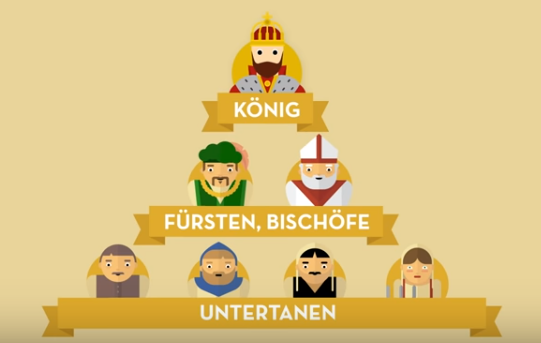 KÖNIG
FÜRSTEN, BISCHÖFE
UNTERTANEN